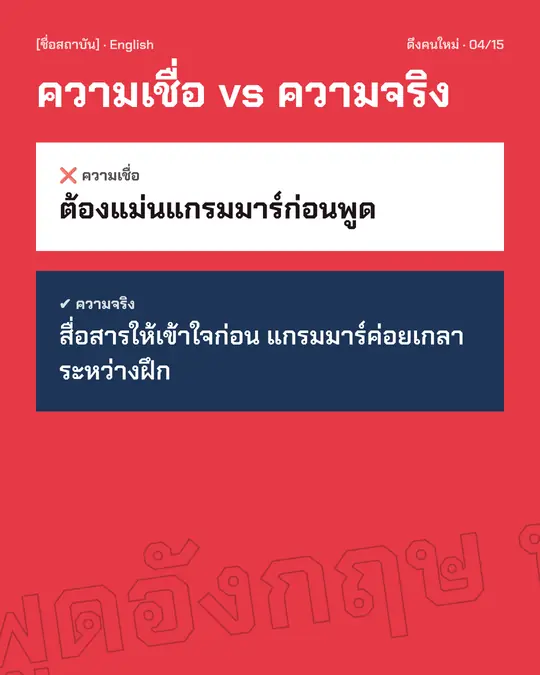 [ชื่อสถาบัน] · English
ดึงคนใหม่ · 04/15
ความเชื่อ vs ความจริง
❌ ความเชื่อ
ต้องแม่นแกรมมาร์ก่อนพูด
✔ ความจริง
สื่อสารให้เข้าใจก่อน แกรมมาร์ค่อยเกลา
ระหว่างฝึก
พูดอังกฤษ